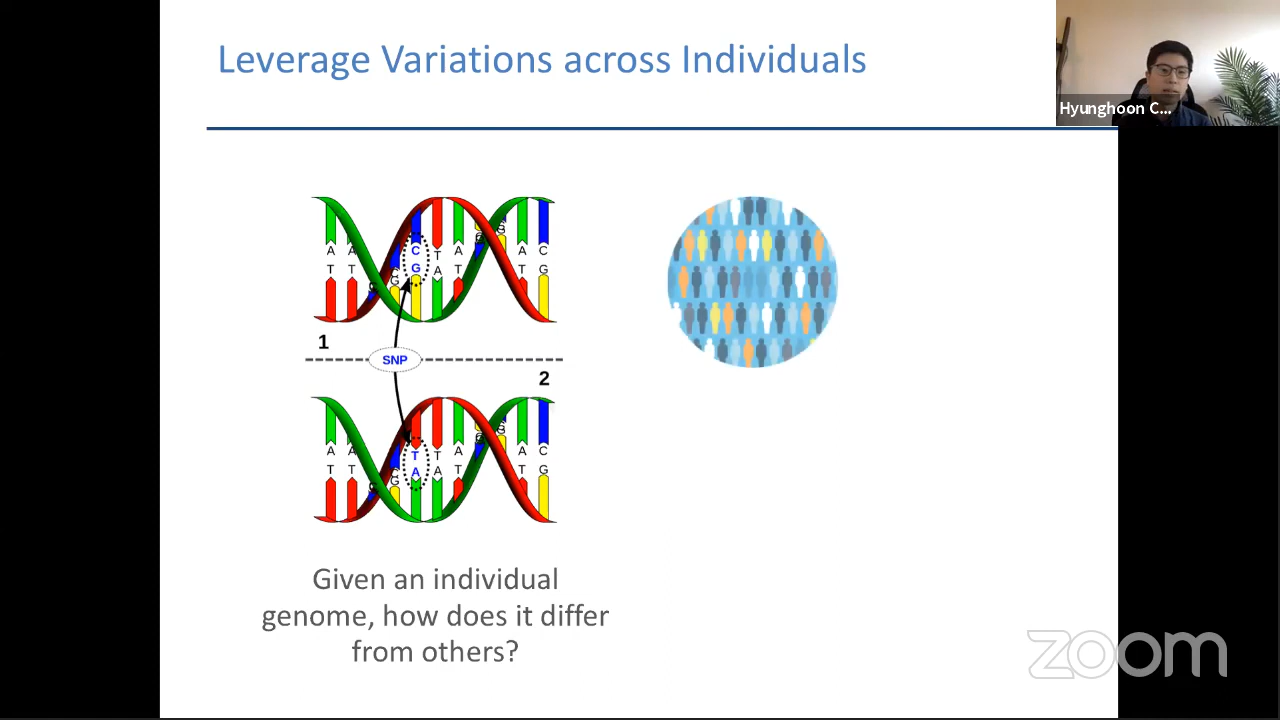 Leverage Variations across Individuals
Hyunghoon C...
A A C C T A G G A C
T T G G A T C T G
1
SNP
2
A A C T T A G G A C
T T G A A T C T G
Given an individual
genome, how does it differ
from others?
zoom